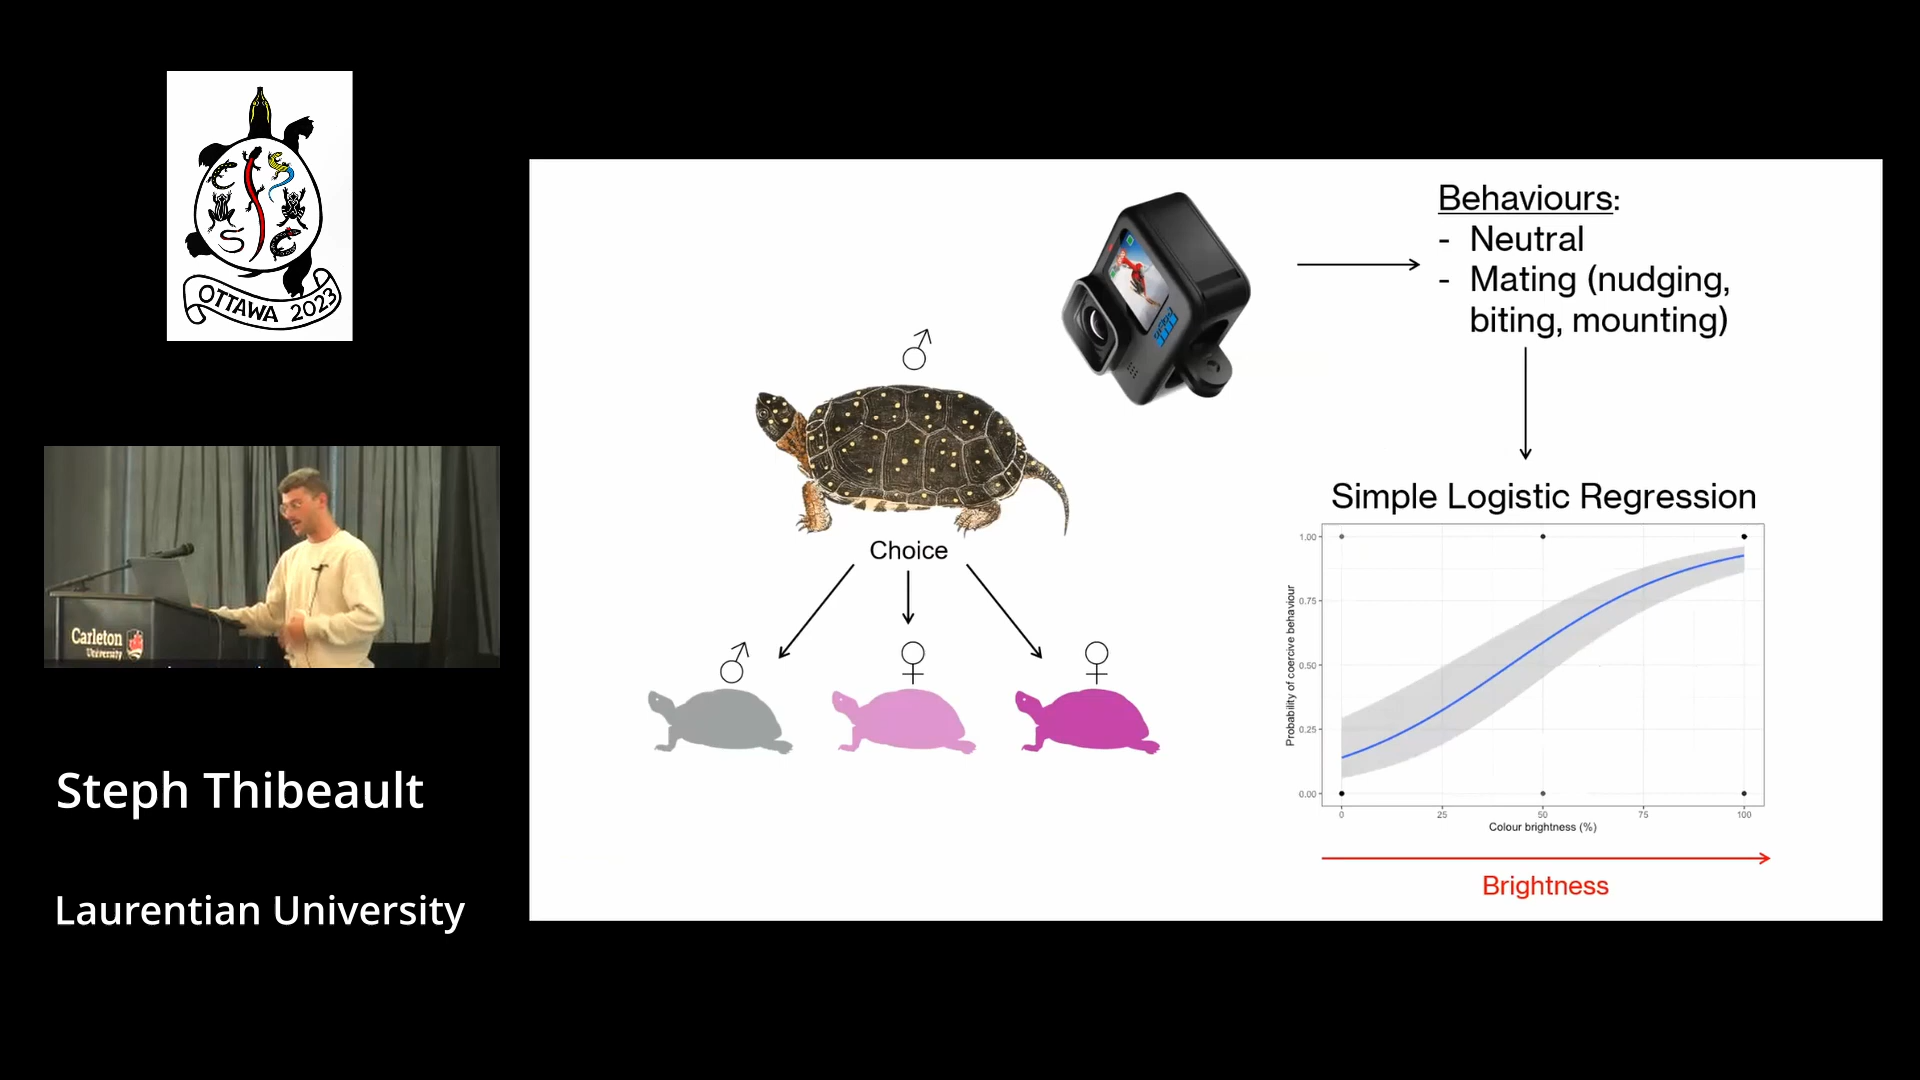 OTTAWA 2023
Carleton
University
Steph Thibeault
Laurentian University
Behaviours:
- Neutral
- Mating (nudging,
biting, mounting)
Choice
Simple Logistic Regression
Probability of coercive behaviour
1.00
0.75
0.50
0.25
0.00
0 25 50 75 100
Colour brightness (%)
Brightness